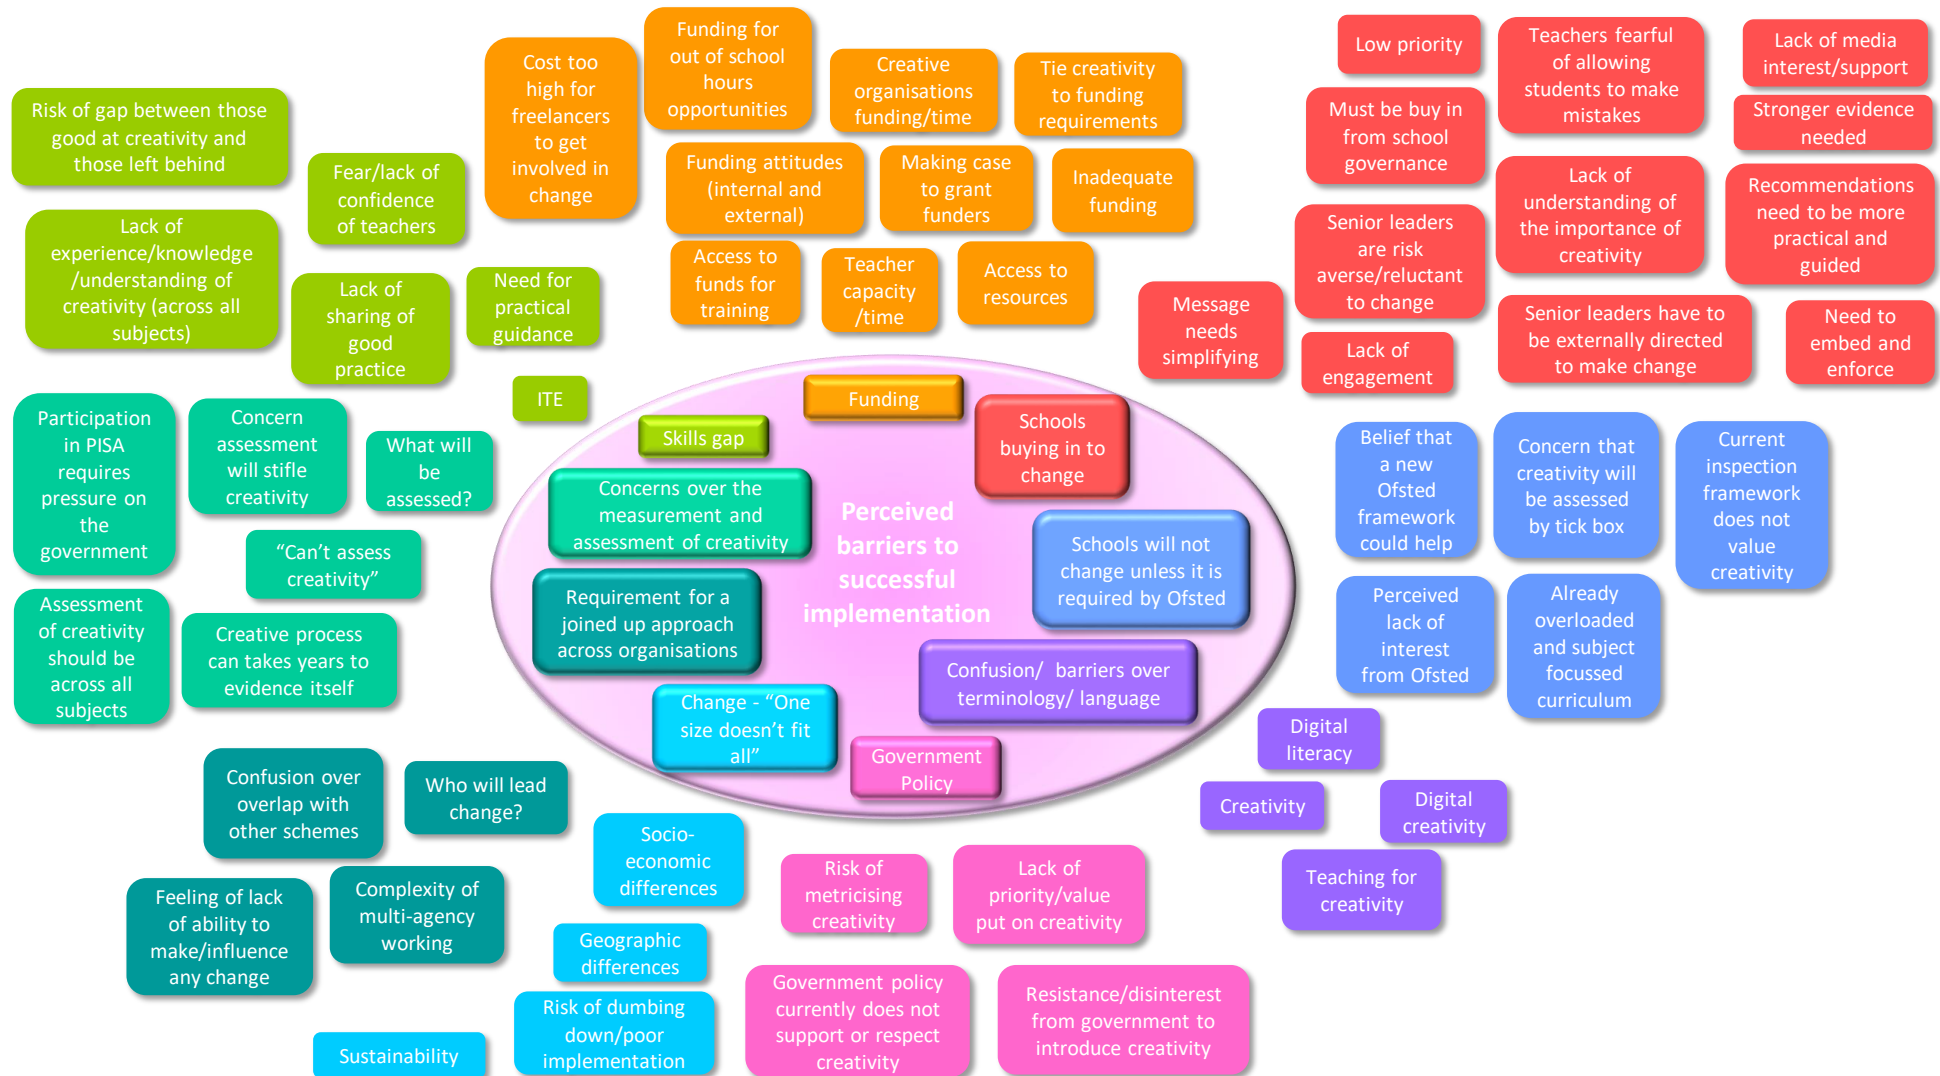 Risk of gap between those
good at creativity and
those left behind
Fear/lack of
confidence
of teachers
Lack of
experience/knowledge
/understanding of
creativity (across all
subjects)
Lack of
sharing of
good
practice
Need for
practical
guidance
ITE
Cost too
high for
freelancers
to get
involved in
change
Funding for
out of school
hours
opportunities
Creative
organisations
funding/time
Tie creativity
to funding
requirements
Funding attitudes
(internal and
external)
Making case
to grant
funders
Inadequate
funding
Access to
funds for
training
Teacher
capacity
/time
Access to
resources
Low priority
Teachers fearful
of allowing
students to make
mistakes
Lack of media
interest/support
Must be buy in
from school
governance
Stronger evidence
needed
Lack of
understanding of
the importance of
creativity
Recommendations
need to be more
practical and
guided
Senior leaders
are risk
averse/reluctant
to change
Message
needs
simplifying
Lack of
engagement
Senior leaders have to
be externally directed
to make change
Need to
embed and
enforce
Participation
in PISA
requires
pressure on
the
government
Concern
assessment
will stifle
creativity
What will
be
assessed?
“Can’t assess
creativity”
Assessment
of creativity
should be
across all
subjects
Creative process
can takes years to
evidence itself
Funding
Skills gap
Schools
buying in to
change
Concerns over the
measurement and
assessment of creativity
Perceived
barriers to
successful
implementation
Schools will not
change unless it is
required by Ofsted
Requirement for a
joined up approach
across organisations
Confusion/ barriers over
terminology/ language
Change - “One
size doesn’t fit
all”
Government
Policy
Belief that
a new
Ofsted
framework
could help
Concern that
creativity will
be assessed
by tick box
Current
inspection
framework
does not
value
creativity
Perceived
lack of
interest
from Ofsted
Already
overloaded
and subject
focussed
curriculum
Digital
literacy
Creativity
Digital
creativity
Teaching for
creativity
Confusion over
overlap with
other schemes
Who will lead
change?
Feeling of lack
of ability to
make/influence
any change
Complexity of
multi-agency
working
Socio-
economic
differences
Geographic
differences
Risk of dumbing
down/poor
implementation
Sustainability
Risk of
metricising
creativity
Lack of
priority/value
put on creativity
Government policy
currently does not
support or respect
creativity
Resistance/disinterest
from government to
introduce creativity